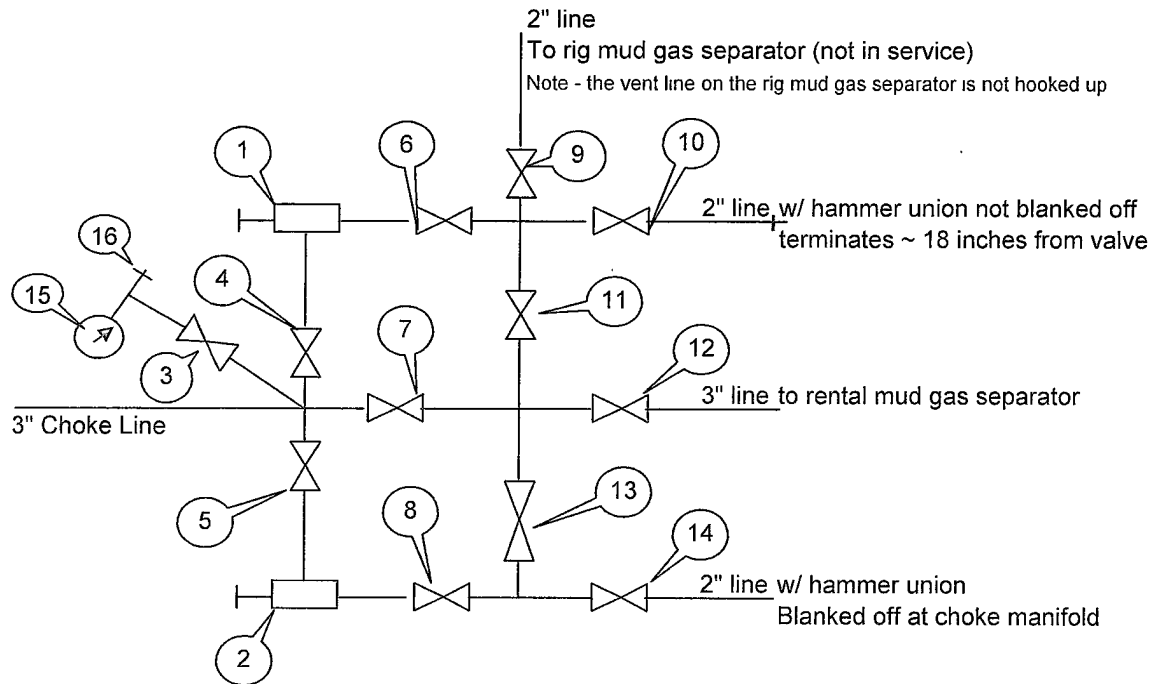 2" line
To rig mud gas separator (not in service)
Note - the vent line on the rig mud gas separator is not hooked up
1
6
9
10
2" line w/ hammer union not blanked off
terminates ~ 18 inches from valve
16
15
4
11
3
7
12
3" Choke Line
3" line to rental mud gas separator
5
8
13
14
2" line w/ hammer union
Blanked off at choke manifold
2